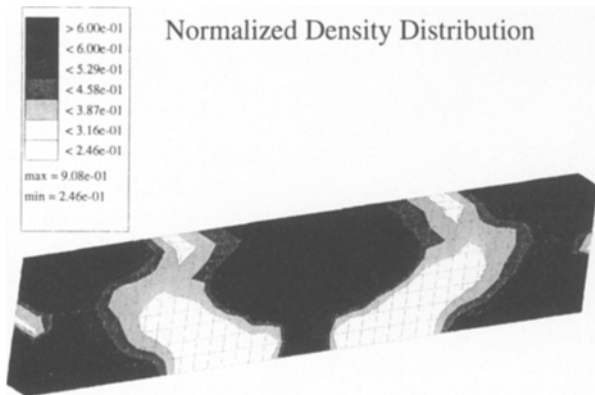 Normalized Density Distribution
> 6.00e-01
< 6.00e-01
< 5.29e-01
< 4.58e-01
< 3.87e-01
< 3.16e-01
< 2.46e-01
max = 9.08e-01
min = 2.46e-01